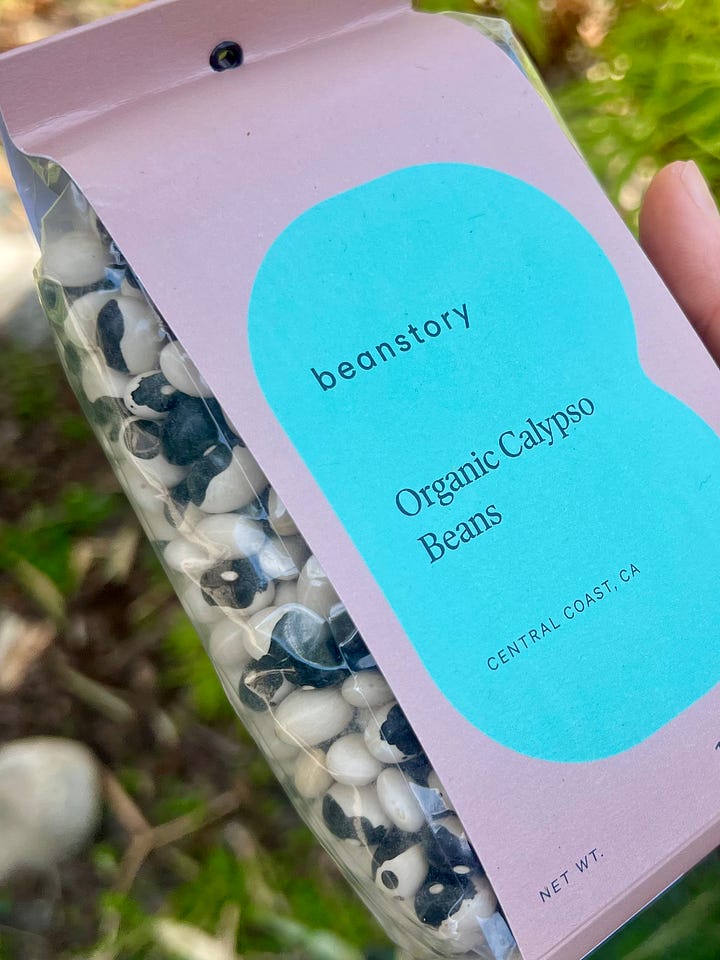 beanstory
Organic Calypso
Beans
CENTRAL COAST, CA
NET WT.